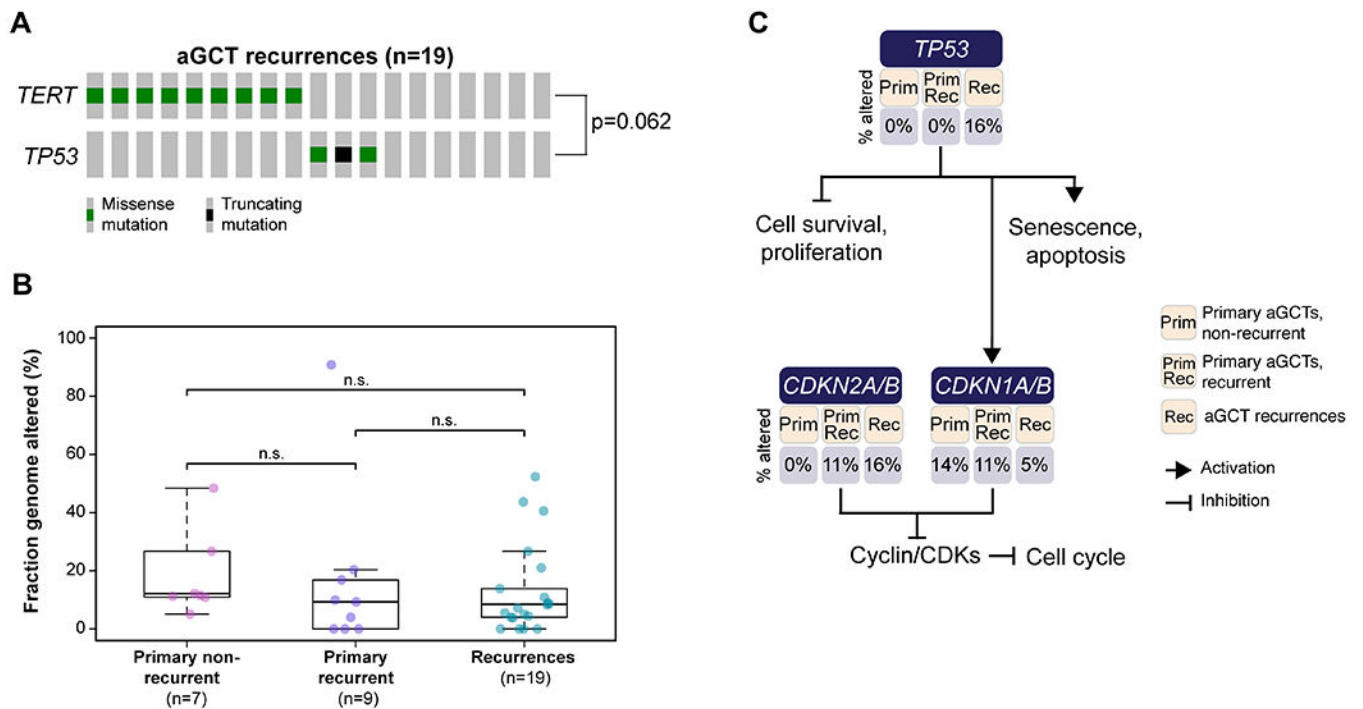 A
aGCT recurrences (n=19)
TERT
TP53
p=0.062
Missense
mutation
Truncating
mutation
B
Fraction genome altered (%)
100
80
60
40
20
0
n.s.
n.s.
n.s.
Primary non-
recurrent
(n=7)
Primary
recurrent
(n=9)
Recurrences
(n=19)
C
TP53
% altered
Prim
Prim
Rec
Rec
0%
0%
16%
Cell survival,
proliferation
Senescence,
apoptosis
CDKN2A/B
% altered
Prim
Prim
Rec
Rec
0%
11%
16%
CDKN1A/B
Prim
Prim
Rec
Rec
14%
11%
5%
Cyclin/CDKs
Cell cycle
Prim
Primary aGCTs,
non-recurrent
Prim
Rec
Primary aGCTs,
recurrent
Rec
aGCT recurrences
Activation
Inhibition